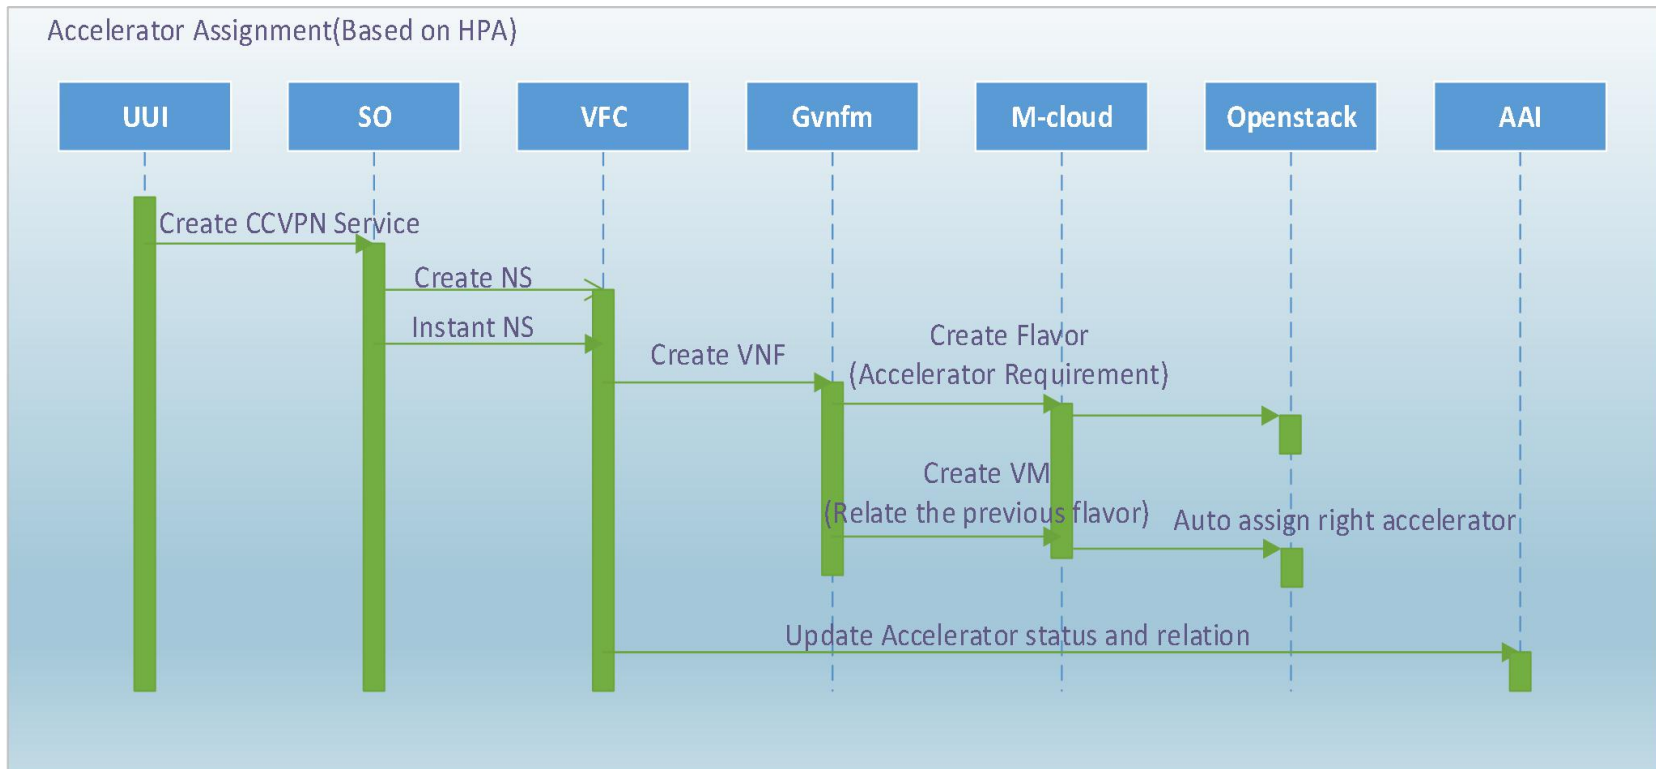 Accelerator Assignment(Based on HPA)
UUI
SO
VFC
Gvnfm
M-cloud
Openstack
AAI
Create CCVPN Service
Create NS
Instant NS
Create VNF
Create Flavor
(Accelerator Requirement)
Create VM
(Relate the previous flavor)
Auto assign right accelerator
Update Accelerator status and relation